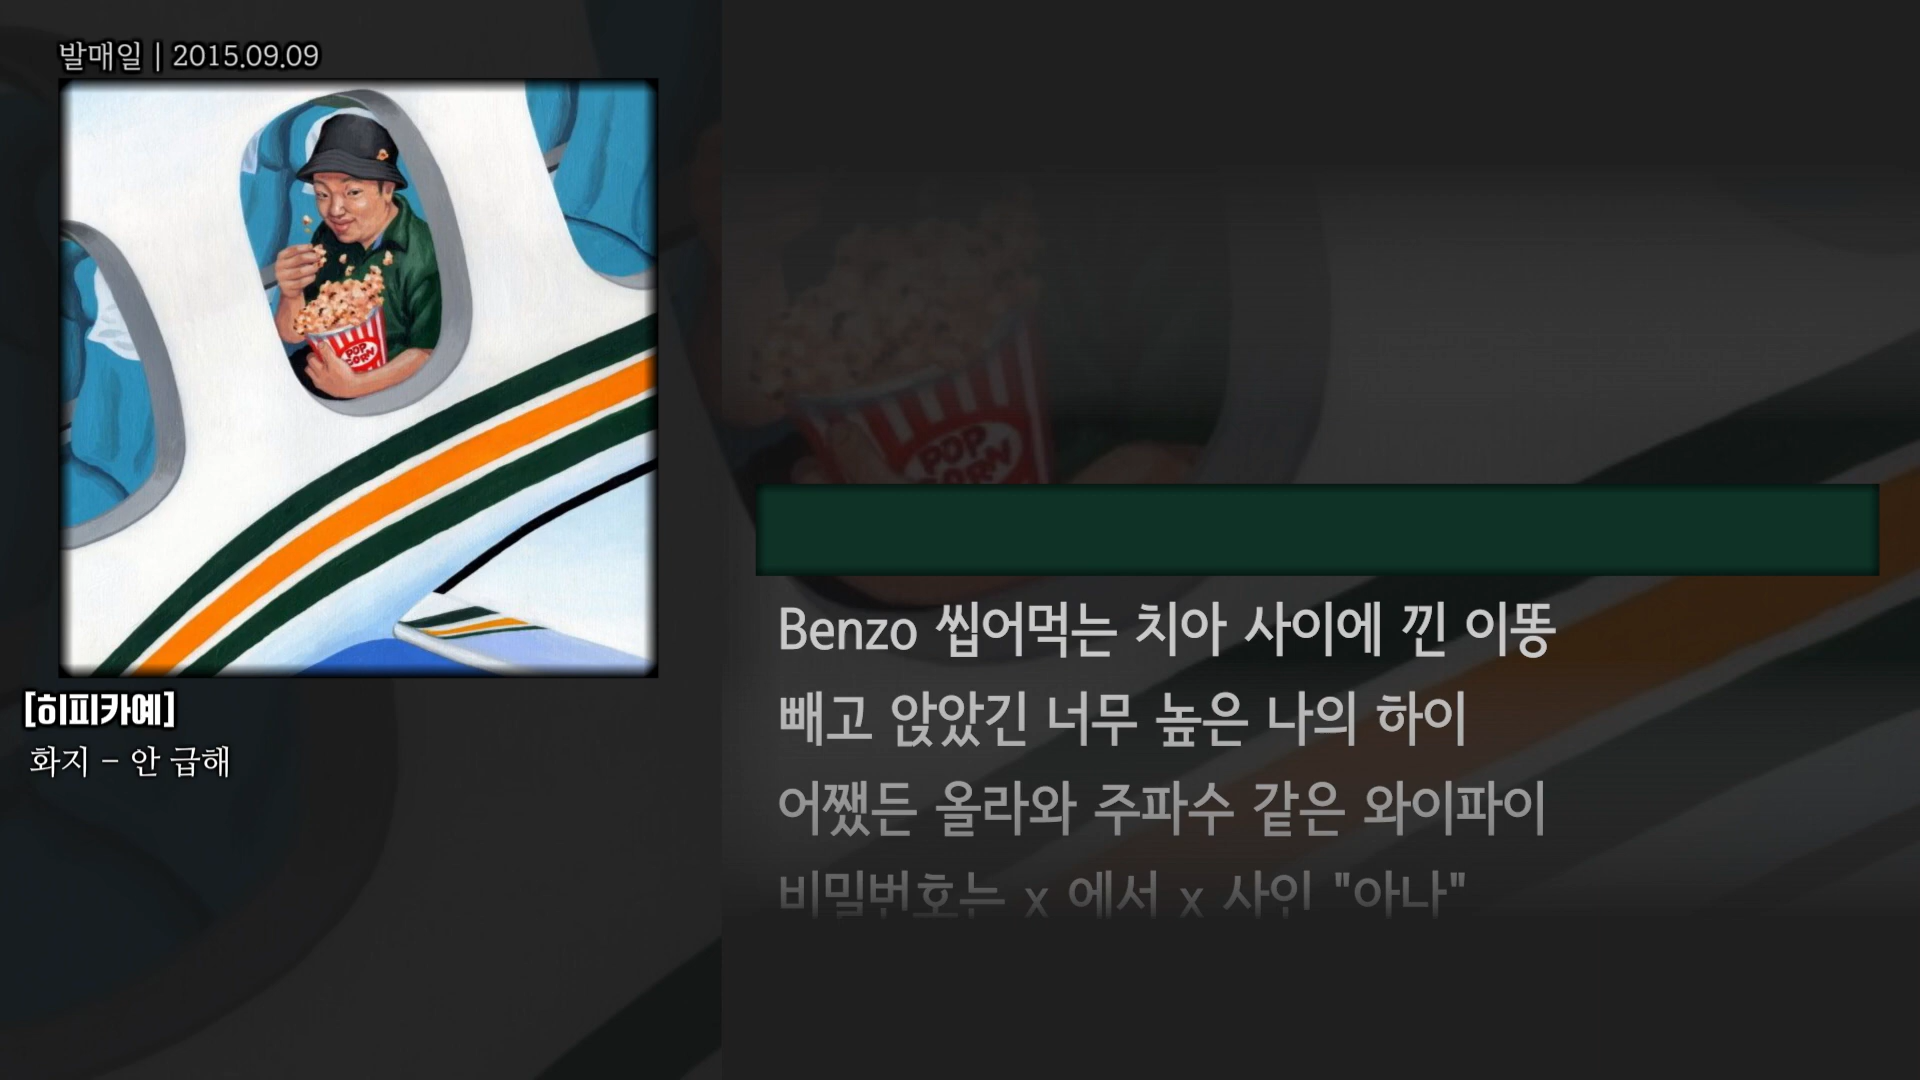 발매일 | 2015.09.09
POP CORN
[히피카예]
화지 - 안 급해
POP
CORN
Benzo 씹어먹는 치아 사이에 낀 이똥
빼고 앉았긴 너무 높은 나의 하이
어쨌든 올라와 주파수 같은 와이파이
비밀번호는 x 에서 x 사인 "아나"